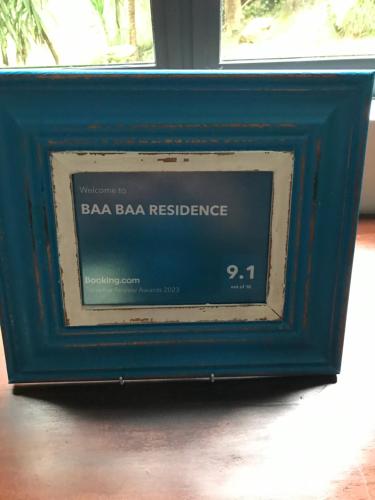 Welcome to
BAA BAA RESIDENCE
Booking.com
Traveller Review Awards 2023
9.1
out of 10